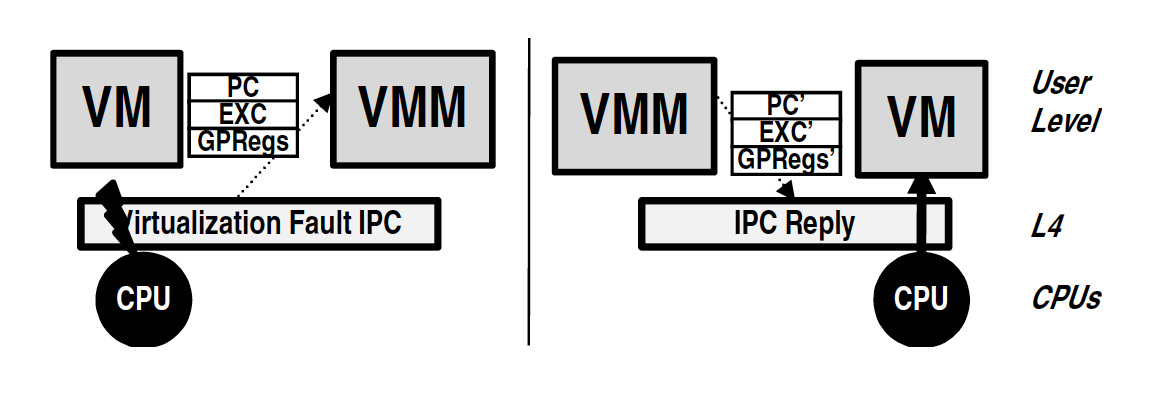 VM
PC
EXC
GPRegs
VMM
Virtualization Fault IPC
CPU
VMM
PC’
EXC’
GPRegs’
VM
IPC Reply
CPU
User
Level
L4
CPUs